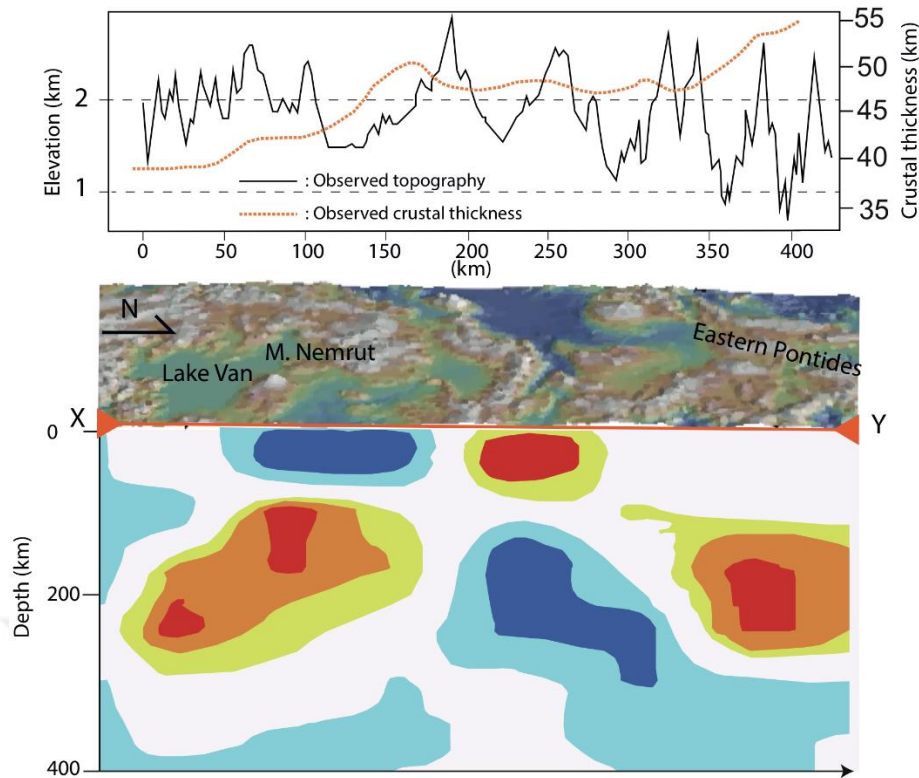 Elevation (km)
2
1
: Observed topography
: Observed crustal thickness
55
50
45
40
35
Crustal thickness (km)
0 50 100 150 200 250 300 350 400
(km)
N
Lake Van
M. Nemrut
Eastern Pontides
X
Y
Depth (km)
0
200
400